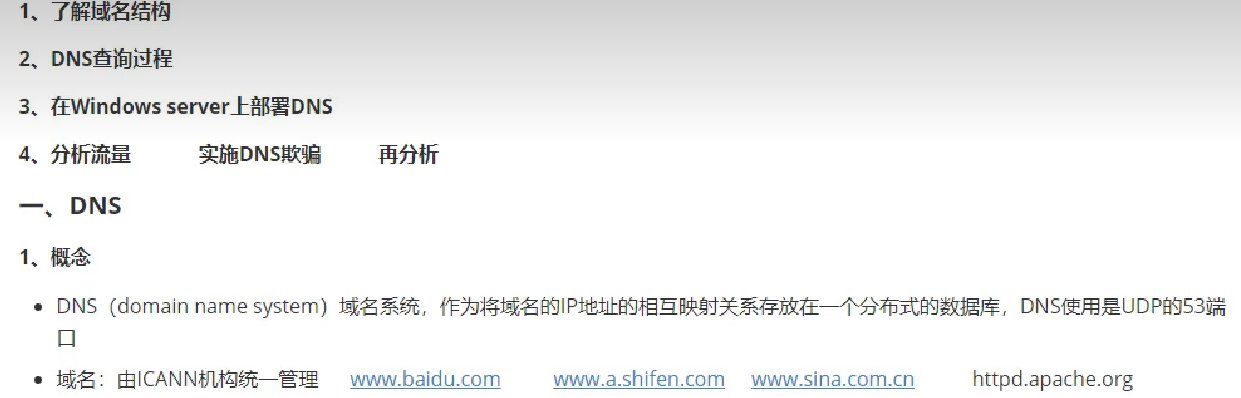 1、了解域名结构
2、DNS查询过程
3、在Windows server上部署DNS
4、分析流量 实施DNS欺骗 再分析
一、DNS
1、概念
DNS（domain name system）域名系统，作为将域名的IP地址的相互映射关系存放在一个分布式的数据库，DNS使用是UDP的53端
口
域名：由ICANN机构统一管理 www.baidu.com www.a.shifen.com www.sina.com.cn httpd.apache.org